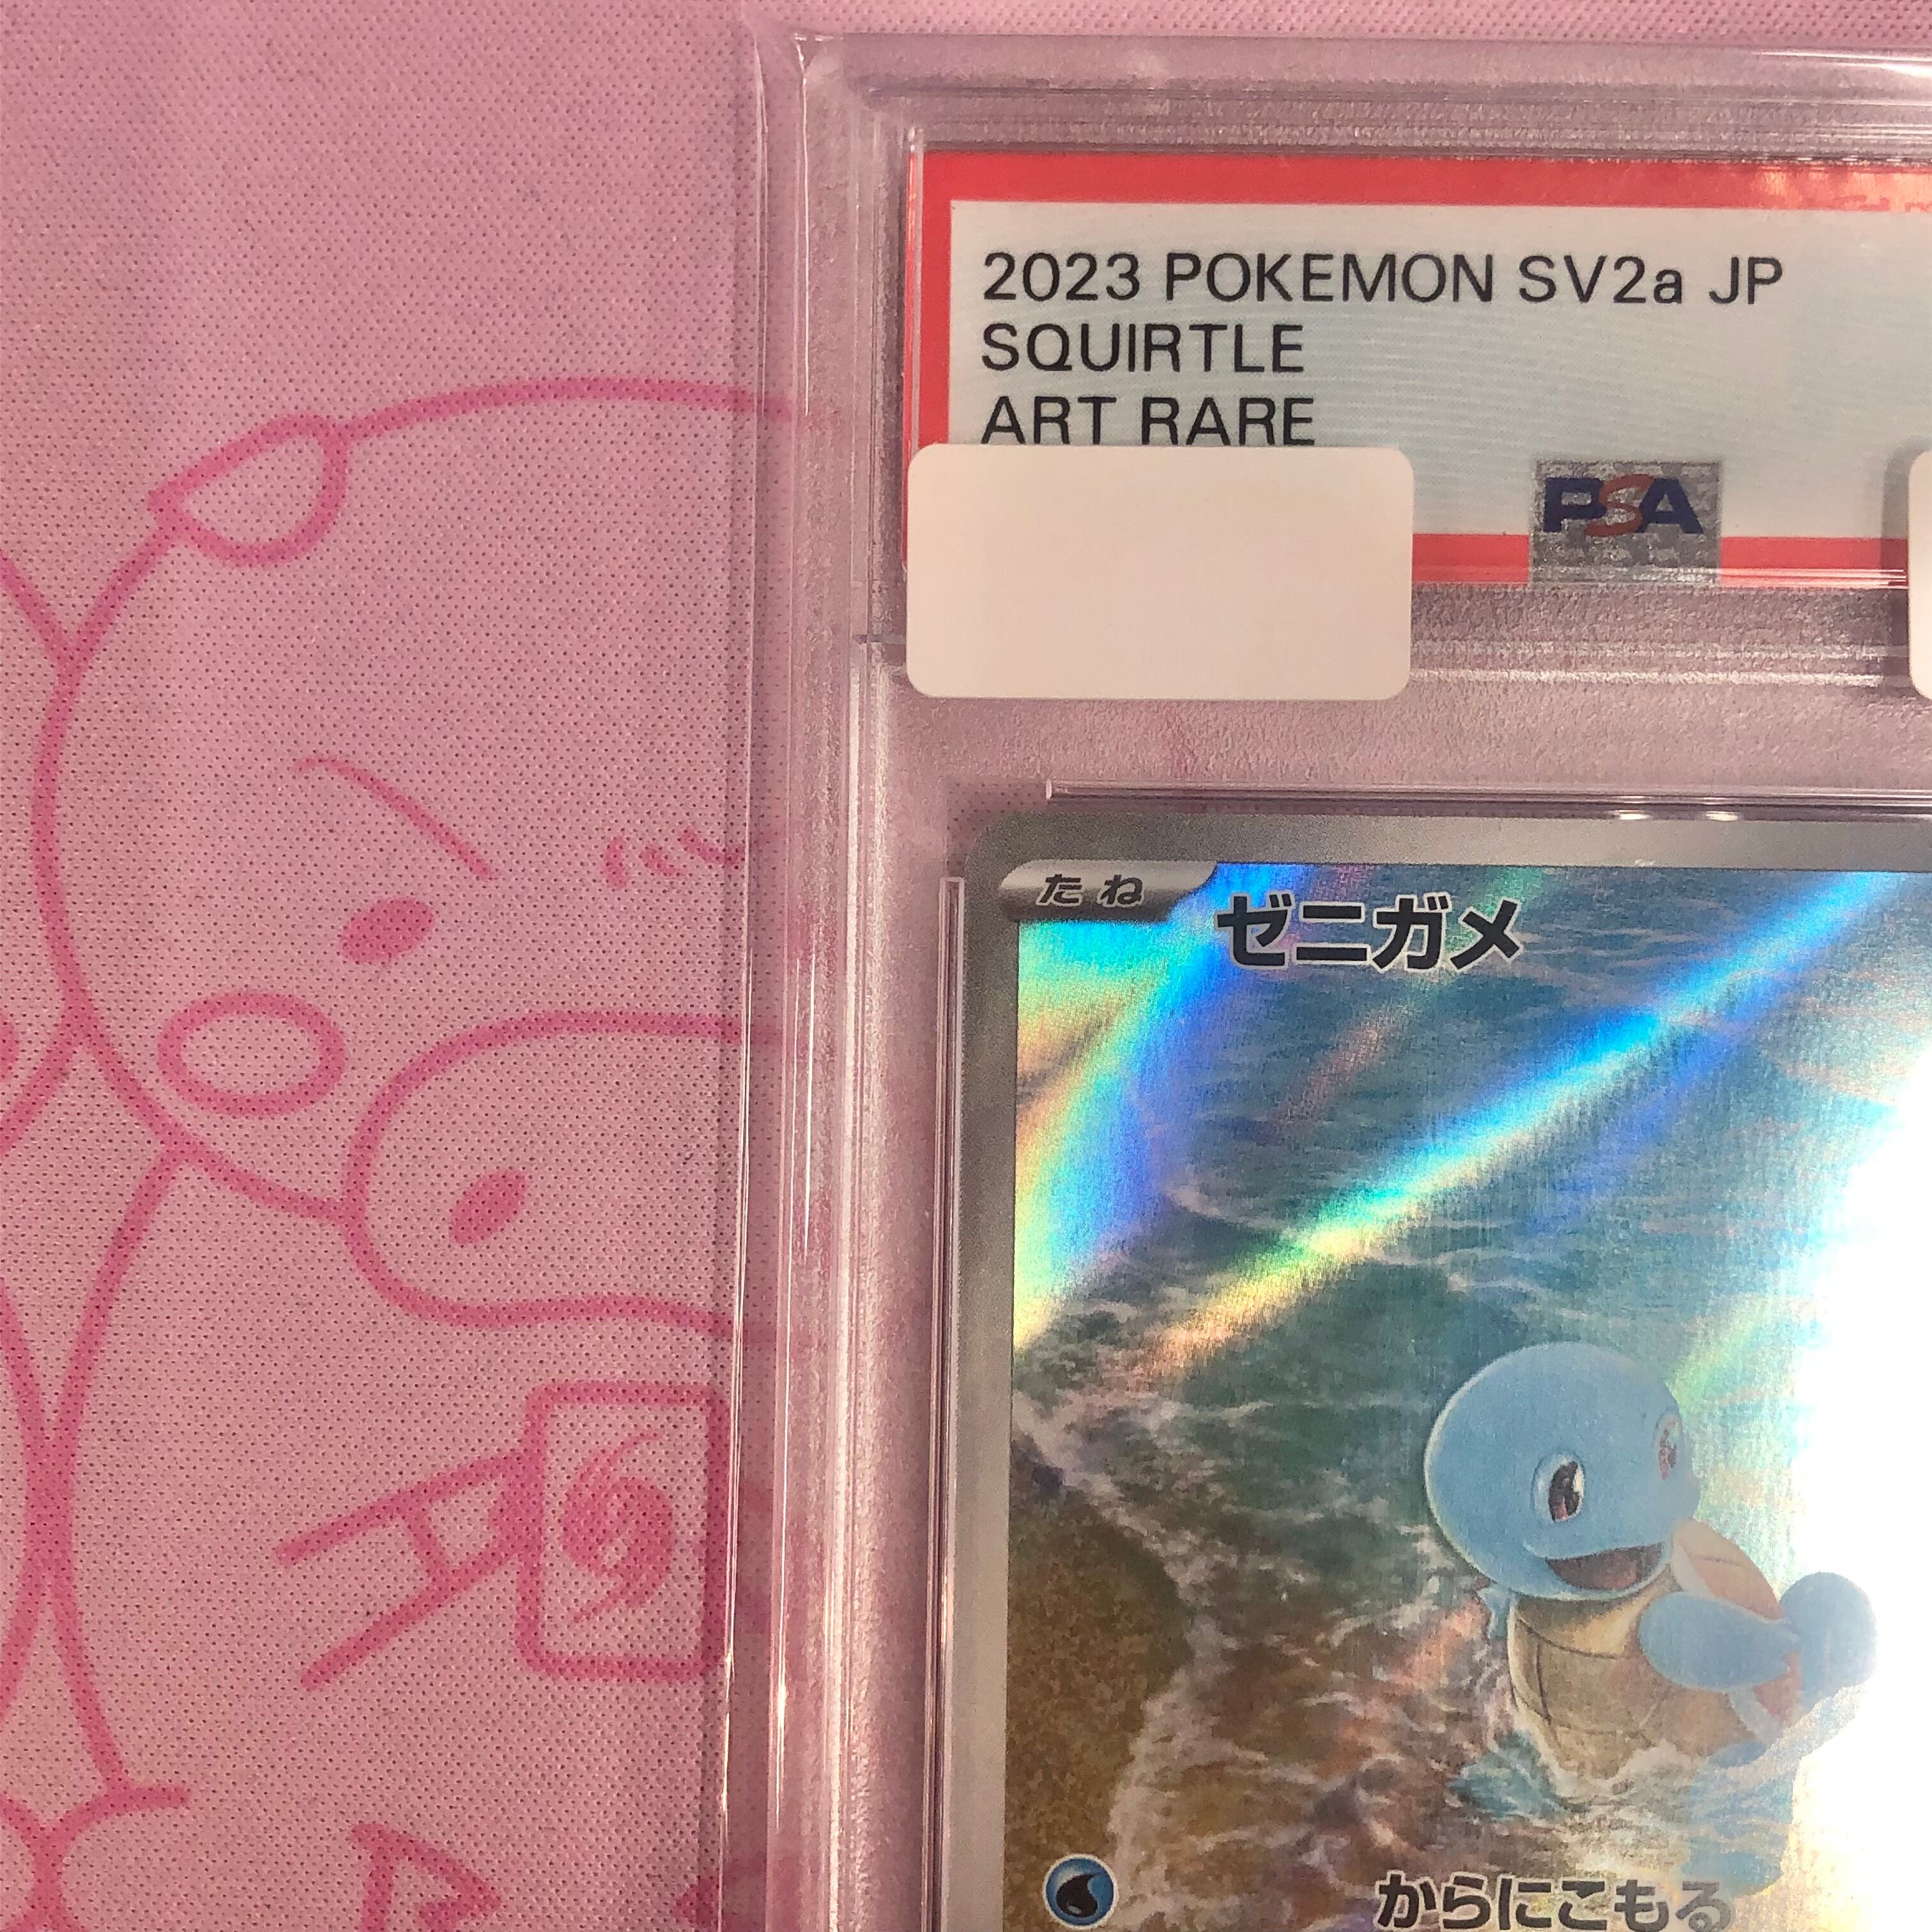 2023 POKEMON SV2a JP
SQUIRTLE
ART RARE
PSA
たね
ゼニガメ
からにこもる